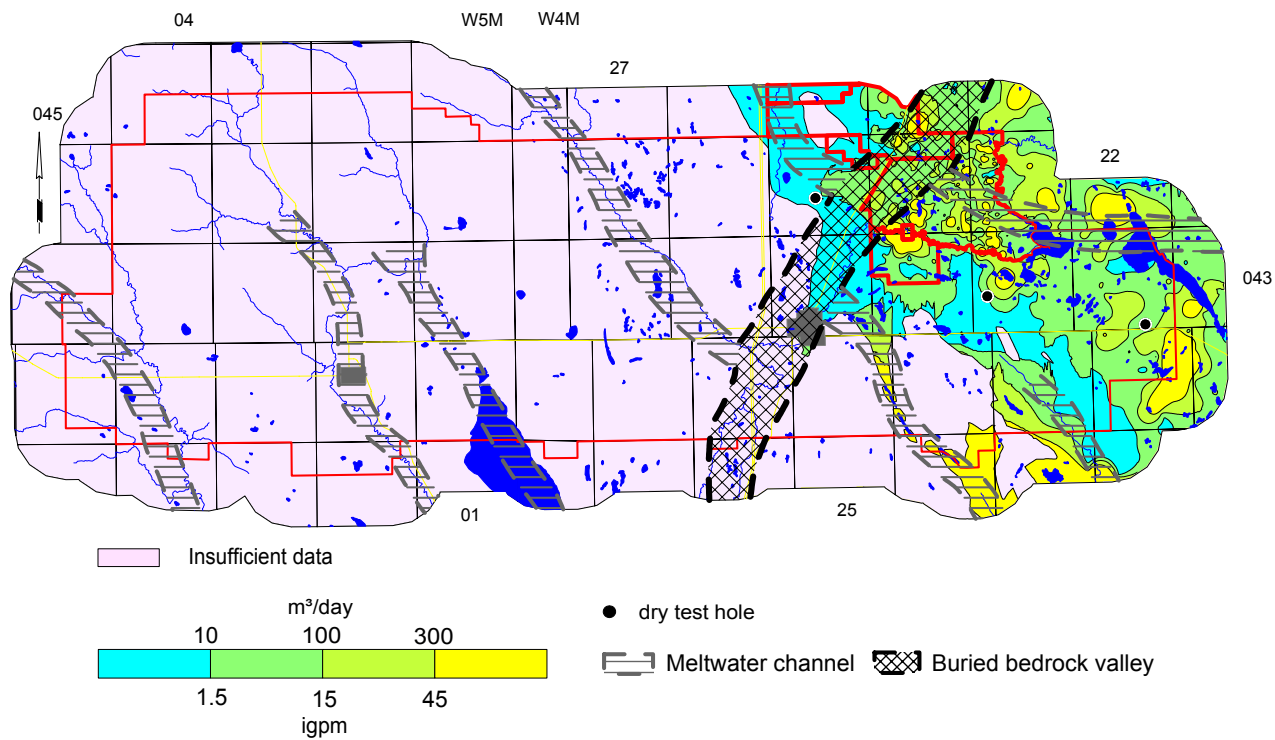 04
W5M
W4M
27
045
22
043
01
25
Insufficient data
m³/day
10 100 300
1.5 15 45
igpm
dry test hole
Meltwater channel
Buried bedrock valley